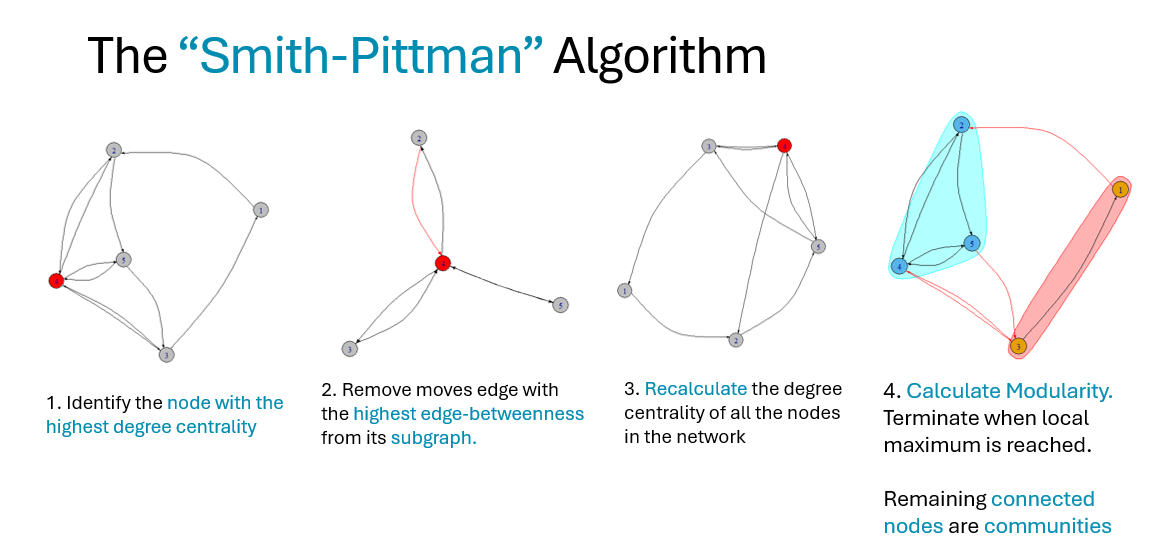 The “Smith-Pittman” Algorithm
2
1
5
4
3
2
4
5
3
3
4
5
1
2
2
1
5
4
3
1. Identify the node with the
highest degree centrality
2. Remove moves edge with
the highest edge-betweenness
from its subgraph.
3. Recalculate the degree
centrality of all the nodes
in the network
4. Calculate Modularity.
Terminate when local
maximum is reached.
Remaining connected
nodes are communities